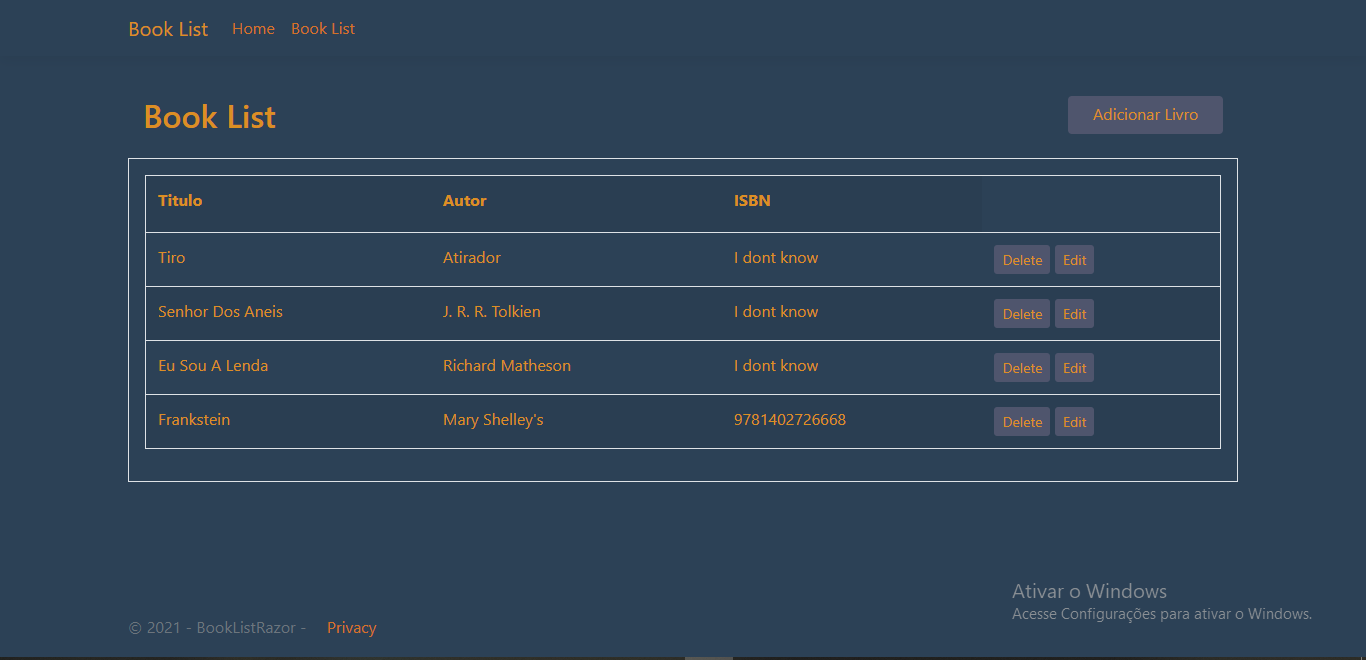 Book List Home Book List
Book List Adicionar Livro
Titulo Autor ISBN
Tiro Atirador I dont know Delete Edit
Senhor Dos Aneis J. R. R. Tolkien I dont know Delete Edit
Eu Sou A Lenda Richard Matheson I dont know Delete Edit
Frankstein Mary Shelley's 9781402726668 Delete Edit
Ativar o Windows
Acesse Configurações para ativar o Windows.
© 2021 - BookListRazor - Privacy